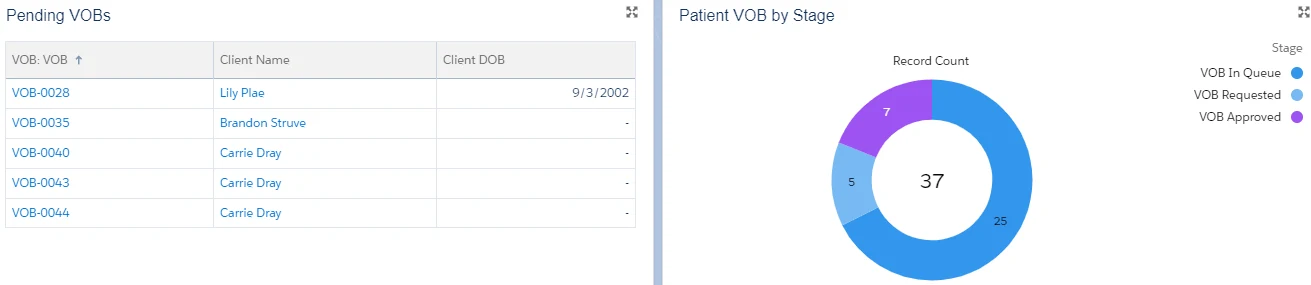 Pending VOBs
VOB: VOB ↑ Client Name Client DOB
VOB-0028 Lily Plae 9/3/2002
VOB-0035 Brandon Struve -
VOB-0040 Carrie Dray -
VOB-0043 Carrie Dray -
VOB-0044 Carrie Dray -
Patient VOB by Stage
Record Count
7
5
37
25
Stage
VOB In Queue
VOB Requested
VOB Approved